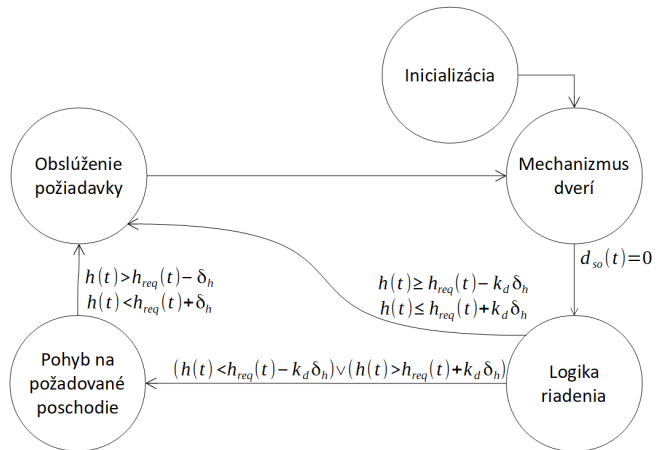 Inicializácia
Obslúženie
požiadavky
Mechanizmus
dverí
d_so(t)=0
h(t)>h_req(t)−δ_h
h(t)<h_req(t)+δ_h
h(t)≥h_req(t)−k_d δ_h
h(t)≤h_req(t)+k_d δ_h
Pohyb na
požadované
poschodie
(h(t)<h_req(t)−k_d δ_h)∨(h(t)>h_req(t)+k_d δ_h)
Logika
riadenia